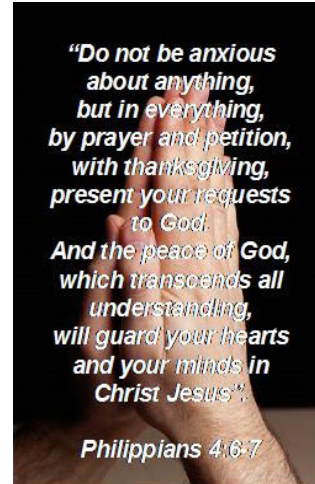 “Do not be anxious
about anything,
but in everything,
by prayer and petition,
with thanksgiving,
present your requests
to God.
And the peace of God,
which transcends all
understanding,
will guard your hearts
and your minds in
Christ Jesus”.
Philippians 4:6-7